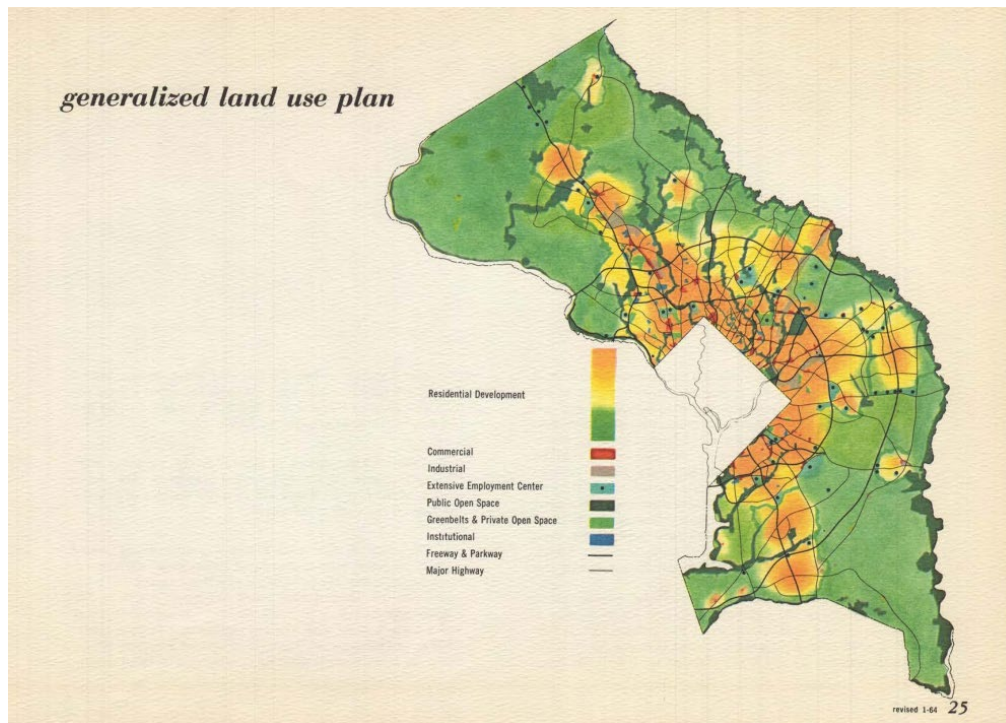 generalized land use plan
Residential Development
Commercial
Industrial
Extensive Employment Center
Public Open Space
Greenbelts & Private Open Space
Institutional
Freeway & Parkway
Major Highway
revised 1-64 25